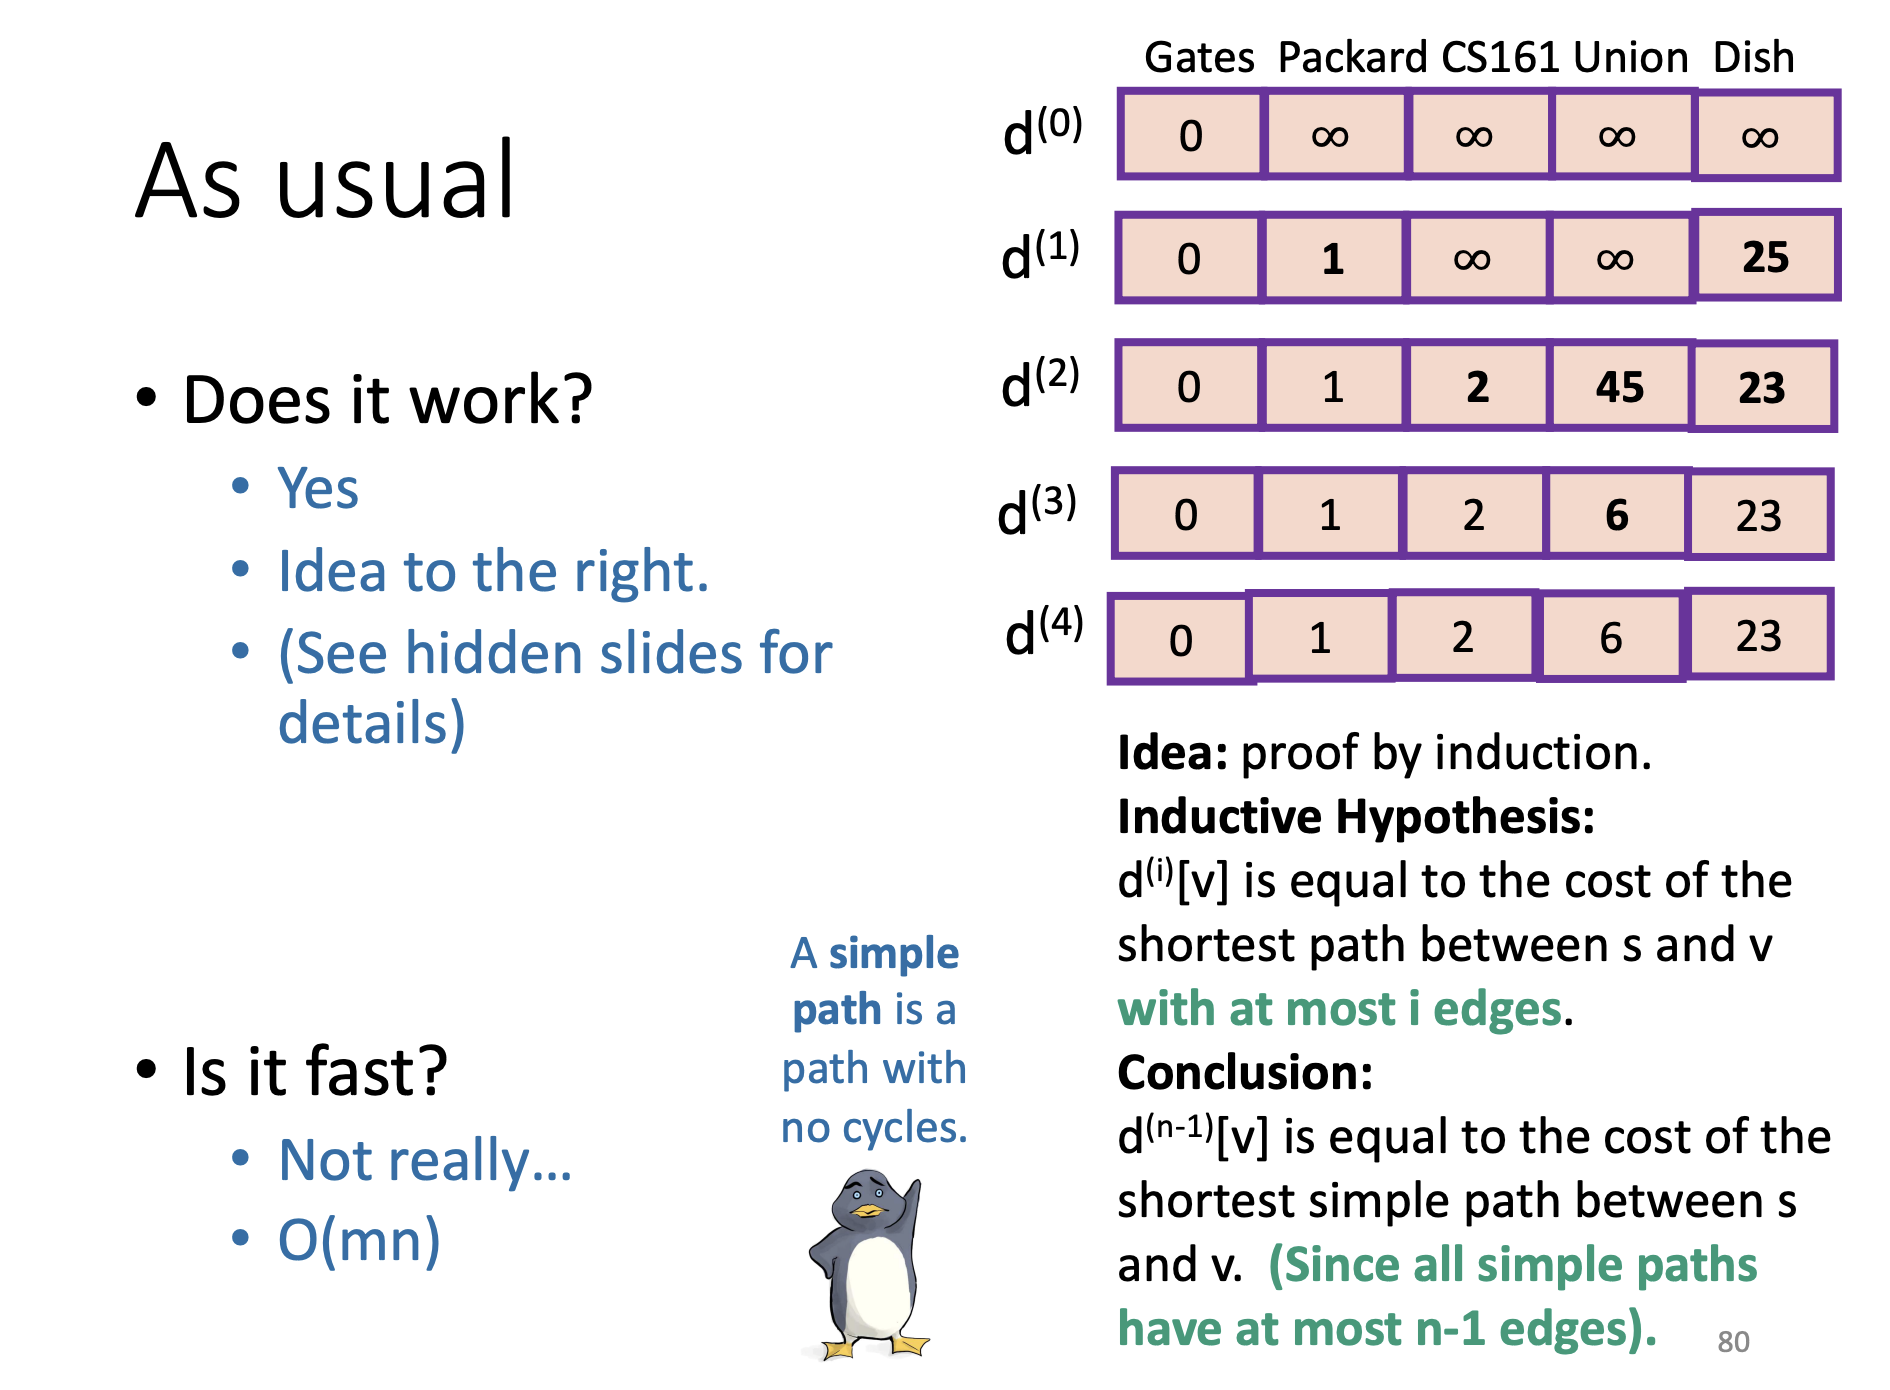 As usual
• Does it work?
• Yes
• Idea to the right.
• (See hidden slides for
details)
• Is it fast?
• Not really...
• O(mn)
A simple
path is a
path with
no cycles.
Gates Packard CS161 Union Dish
d(0) 0 ∞ ∞ ∞ ∞
d(1) 0 1 ∞ ∞ 25
d(2) 0 1 2 45 23
d(3) 0 1 2 6 23
d(4) 0 1 2 6 23
Idea: proof by induction.
Inductive Hypothesis:
d(i)[v] is equal to the cost of the
shortest path between s and v
with at most i edges.
Conclusion:
d(n-1)[v] is equal to the cost of the
shortest simple path between s
and v. (Since all simple paths
have at most n-1 edges).
80